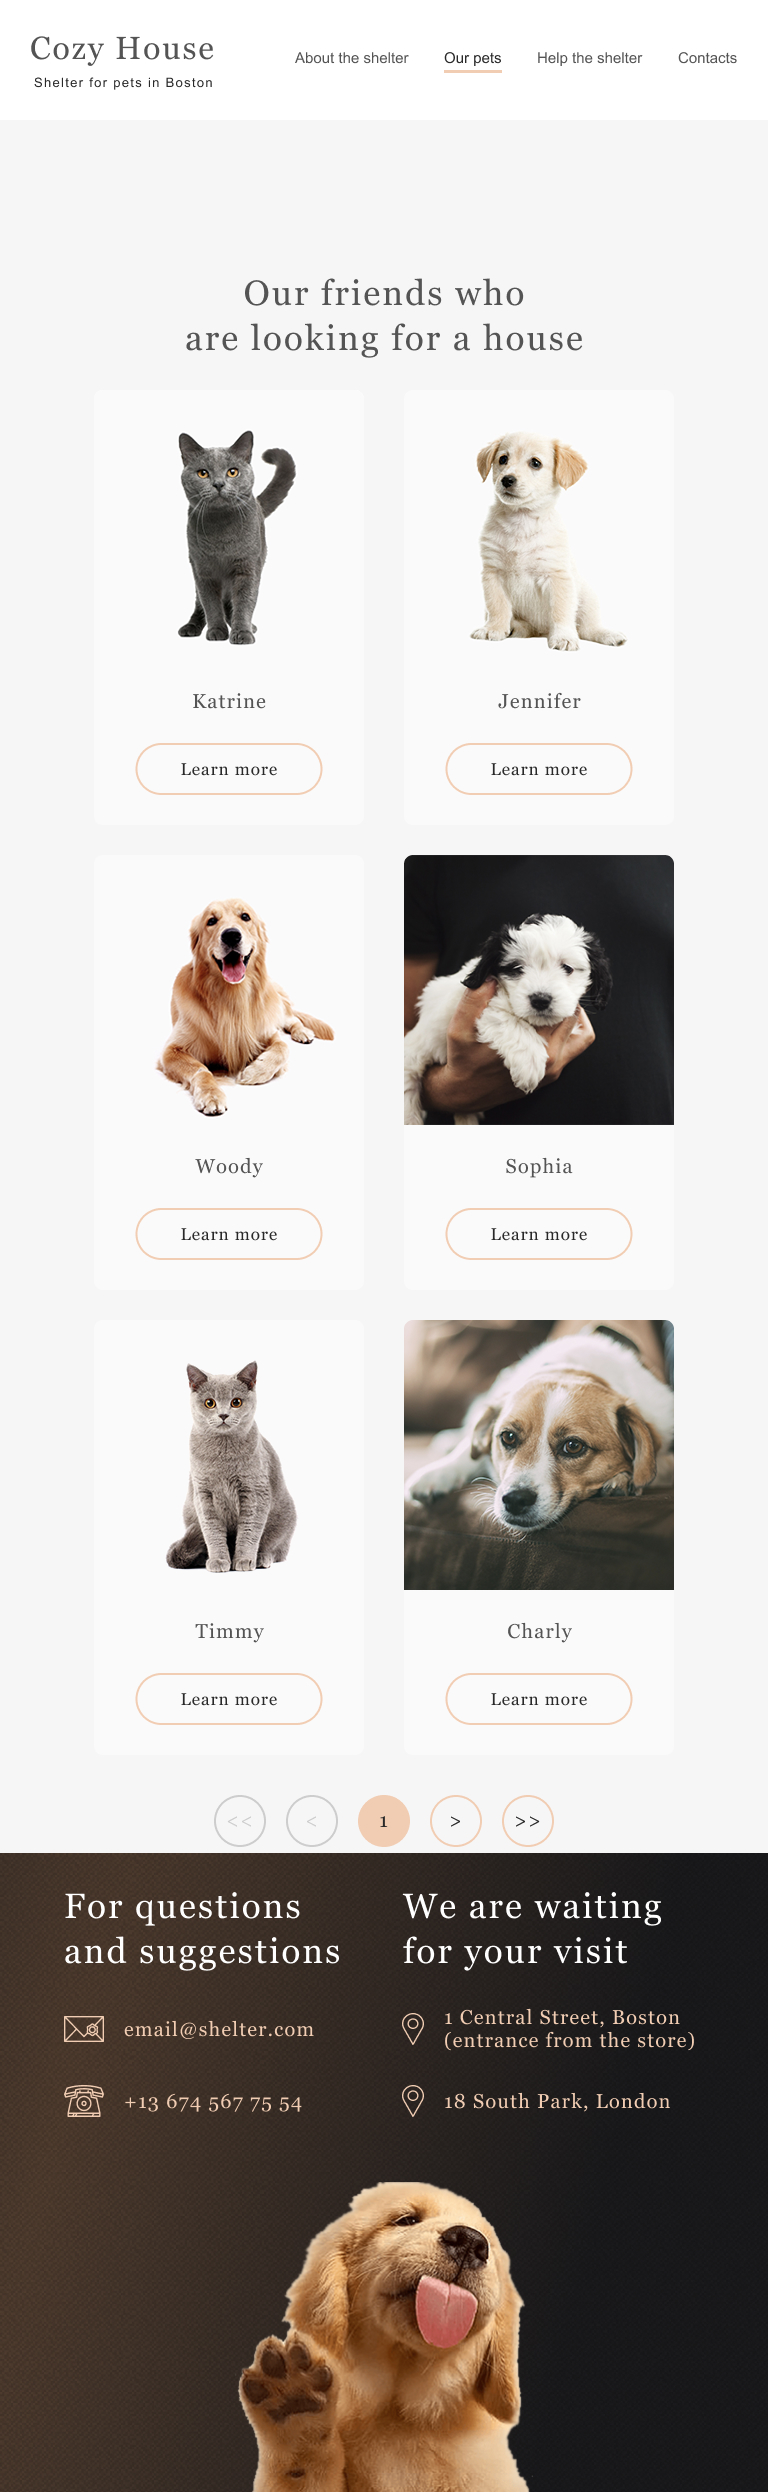 Cozy House
Shelter for pets in Boston
About the shelter
Our pets
Help the shelter
Contacts
Our friends who
are looking for a house
Katrine
Learn more
Jennifer
Learn more
Woody
Learn more
Sophia
Learn more
Timmy
Learn more
Charly
Learn more
<<
<
1
>
>>
For questions
and suggestions
email@shelter.com
+13 674 567 75 54
We are waiting
for your visit
1 Central Street, Boston
(entrance from the store)
18 South Park, London